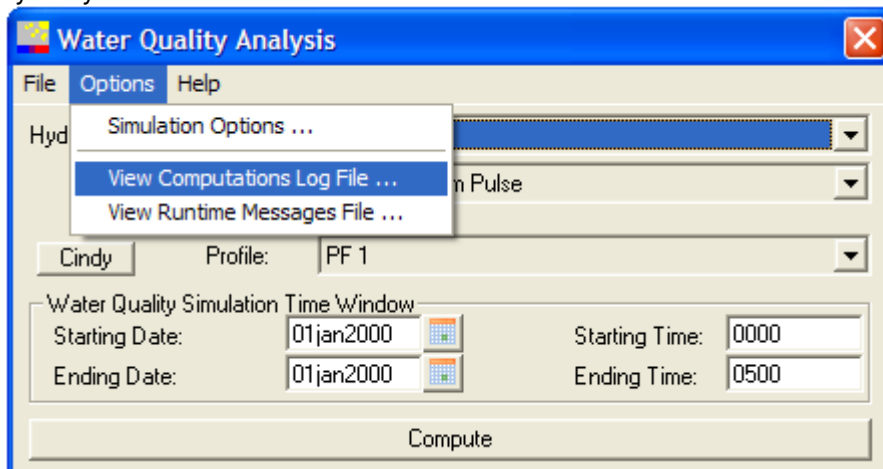 Water Quality Analysis
File Options Help
Simulation Options ...
Hyd
View Computations Log File ...
Pulse
View Runtime Messages File ...
Cindy Profile: PF 1
Water Quality Simulation Time Window
Starting Date: 01jan2000 Starting Time: 0000
Ending Date: 01jan2000 Ending Time: 0500
Compute